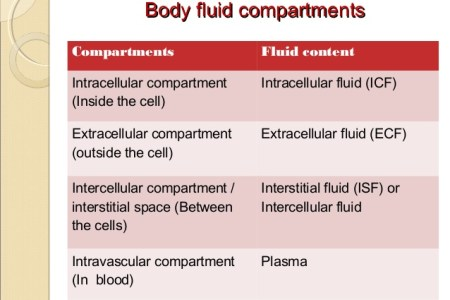 Body fluid compartments
Compartments Fluid content
Intracellular compartment Intracellular fluid (ICF)
(Inside the cell)
Extracellular compartment Extracellular fluid (ECF)
(outside the cell)
Intercellular compartment / Interstitial fluid (ISF) or
interstitial space (Between Intercellular fluid
the cells)
Intravascular compartment Plasma
(In blood)